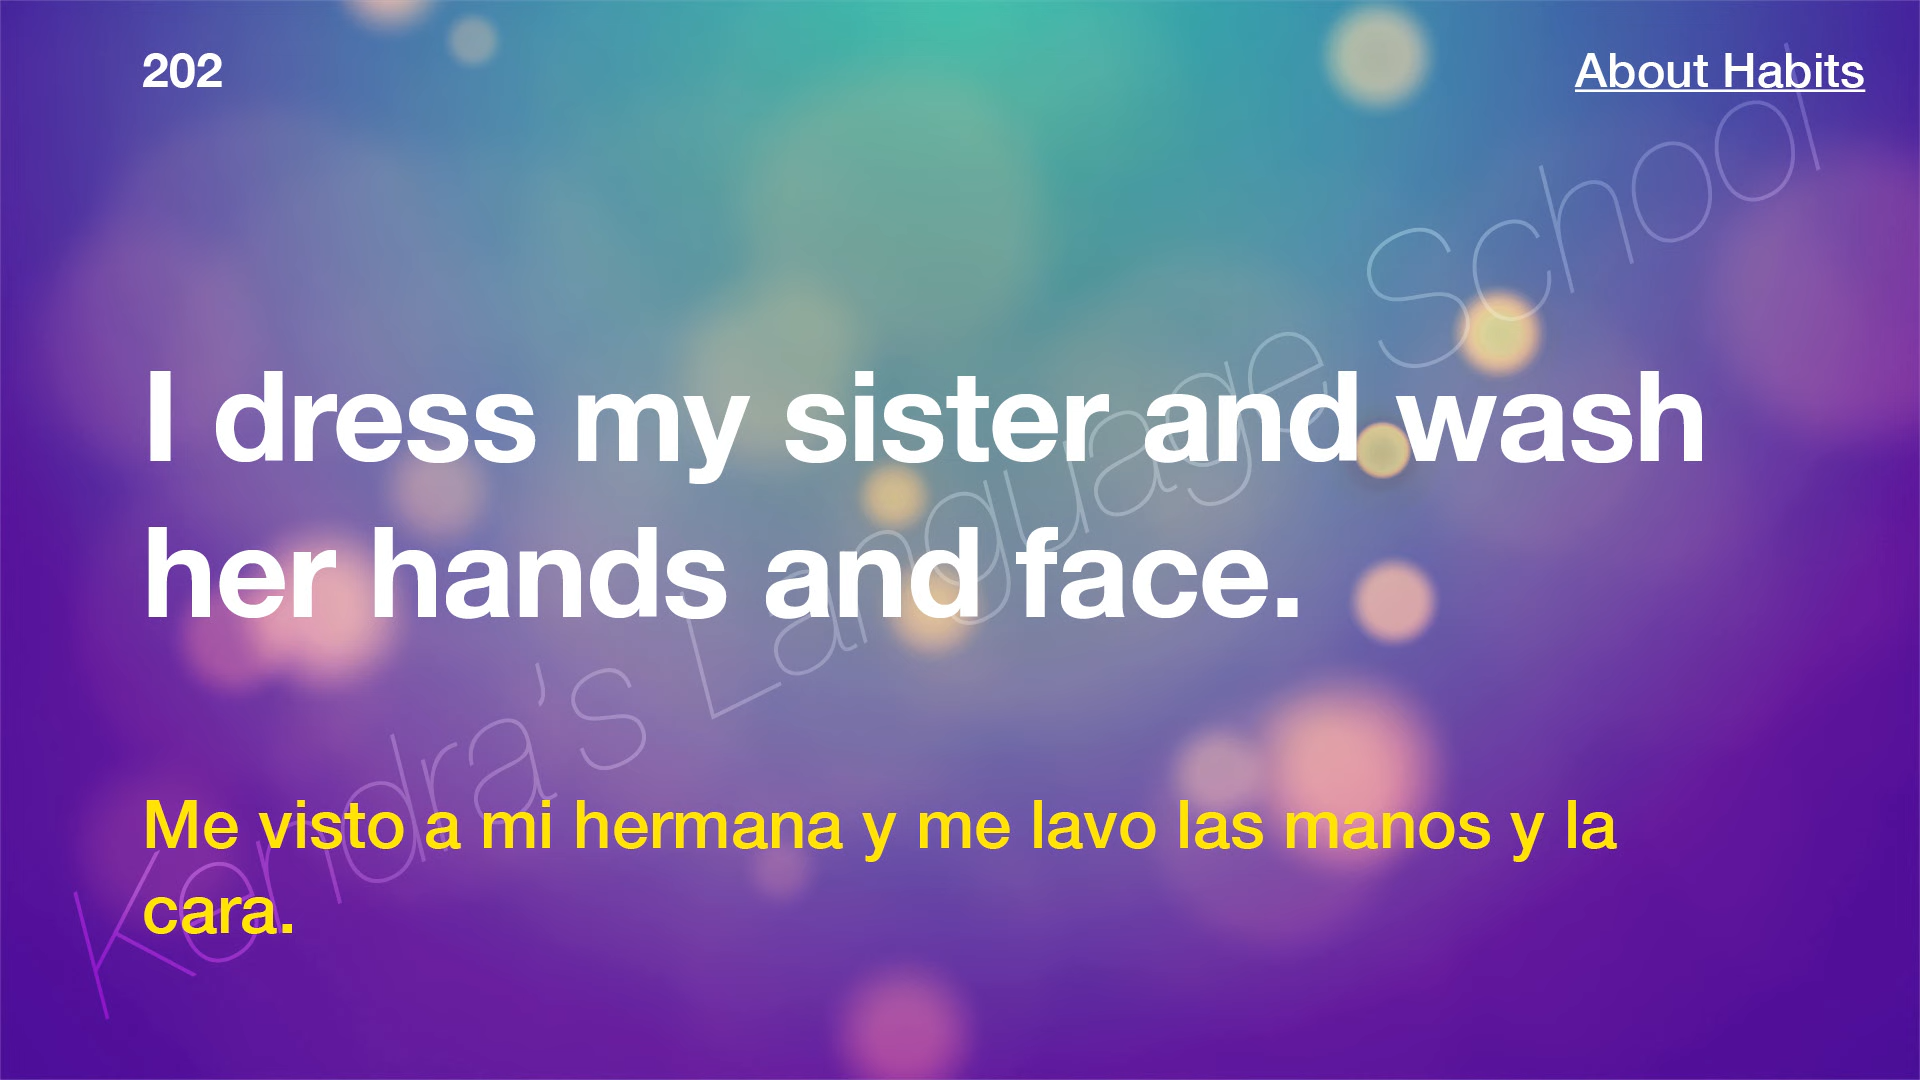 202
About Habits
I dress my sister and wash
her hands and face.
Me visto a mi hermana y me lavo las manos y la
cara.
Kendra's Language School